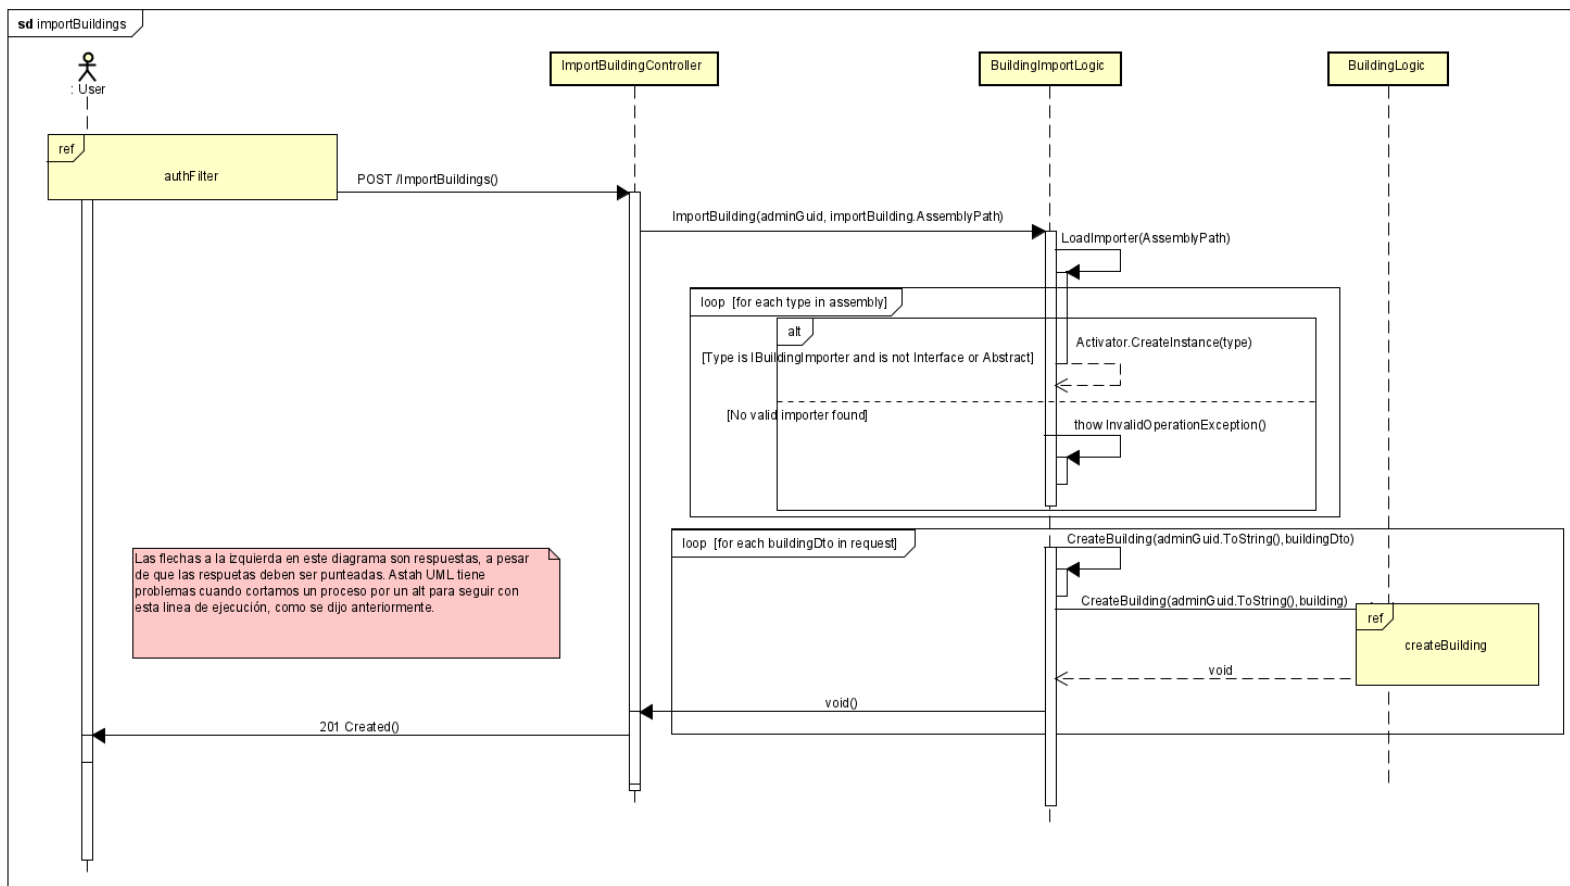 sd importBuildings
: User
ImportBuildingController
BuildingImportLogic
BuildingLogic
ref
authFilter
POST /ImportBuildings()
ImportBuilding(adminGuid, importBuilding.AssemblyPath)
LoadImporter(AssemblyPath)
loop [for each type in assembly]
alt
Activator.CreateInstance(type)
[Type is IBuildingImporter and is not Interface or Abstract]
[No valid importer found]
thow InvalidOperationException()
loop [for each buildingDto in request]
CreateBuilding(adminGuid.ToString(),buildingDto)
Las flechas a la izquierda en este diagrama son respuestas, a pesar
de que las respuetas deben ser punteadas. Astah UML tiene
problemas cuando cortamos un proceso por un alt para seguir con
esta linea de ejecución, como se dijo anteriormente.
CreateBuilding(adminGuid.ToString(),building)
ref
createBuilding
void
void()
201 Created()